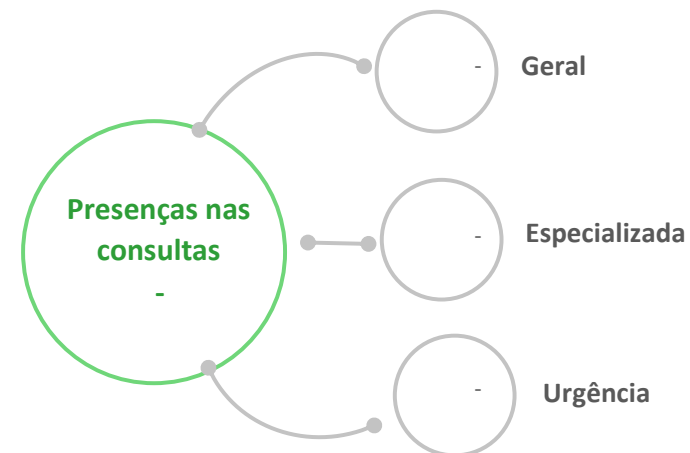 Presenças nas
consultas
-
- Geral
- Especializada
- Urgência